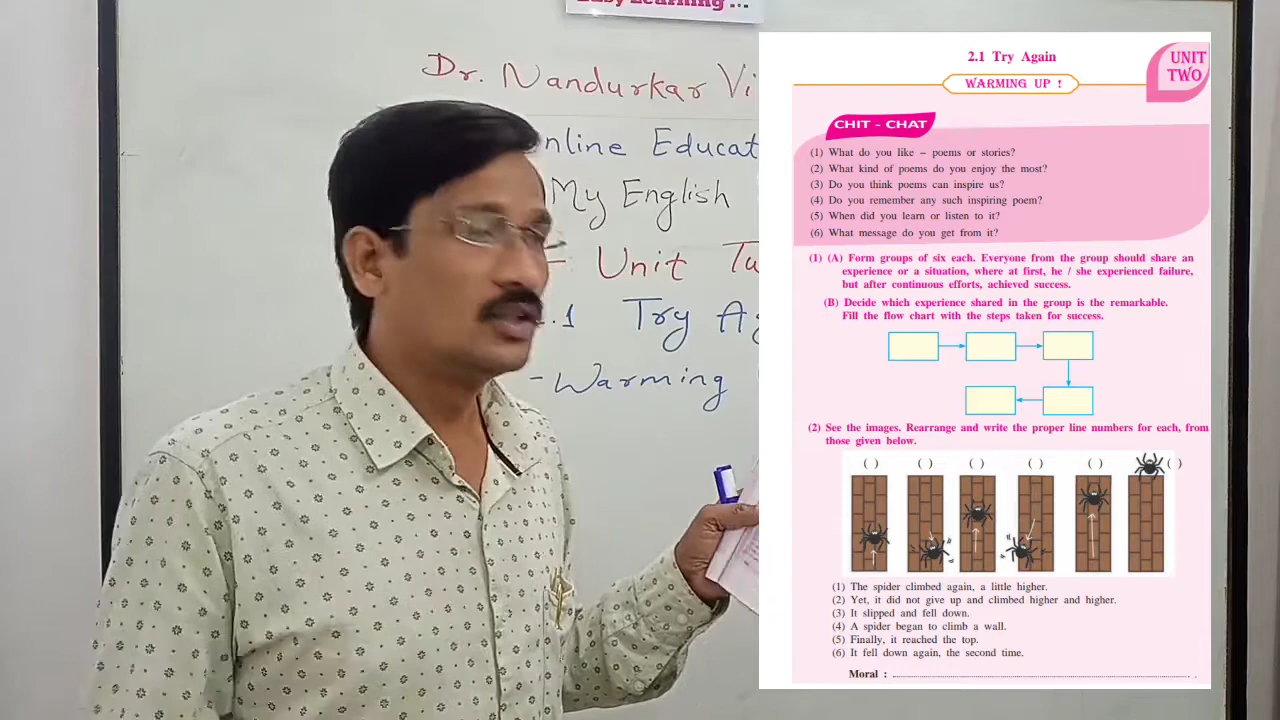 Easy Learning ...
Dr. Nandurkar Vi
Online Educat
My English
Unit Tw
2.1 Try Ag
- Warming
2.1 Try Again
UNIT TWO
WARMING UP !
CHIT - CHAT
(1) What do you like – poems or stories?
(2) What kind of poems do you enjoy the most?
(3) Do you think poems can inspire us?
(4) Do you remember any such inspiring poem?
(5) When did you learn or listen to it?
(6) What message do you get from it?
(1) (A) Form groups of six each. Everyone from the group should share an
experience or a situation, where at first, he / she experienced failure,
but after continuous efforts, achieved success.
(B) Decide which experience shared in the group is the remarkable.
Fill the flow chart with the steps taken for success.
(2) See the images. Rearrange and write the proper line numbers for each, from
those given below.
( ) ( ) ( ) ( ) ( ) ( )
(1) The spider climbed again, a little higher.
(2) Yet, it did not give up and climbed higher and higher.
(3) It slipped and fell down.
(4) A spider began to climb a wall.
(5) Finally, it reached the top.
(6) It fell down again, the second time.
Moral :